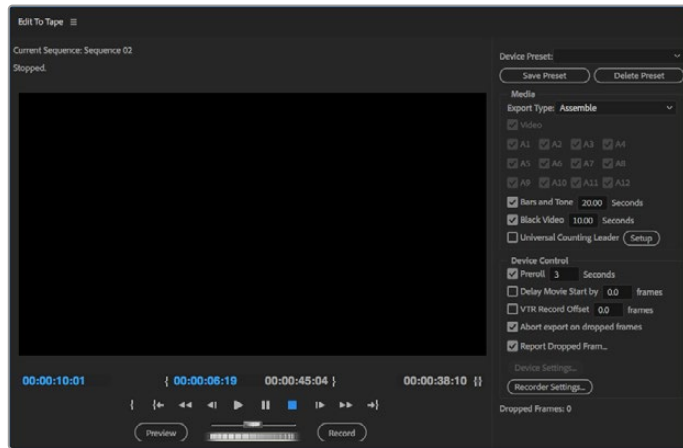 Edit To Tape
Current Sequence: Sequence 02
Stopped.
Device Preset:
Save Preset
Delete Preset
Media
Export Type: Assemble
Video
A1 A2 A3 A4
A5 A6 A7 A8
A9 A10 A11 A12
Bars and Tone 20.00 Seconds
Black Video 10.00 Seconds
Universal Counting Leader Setup
Device Control
Preroll 3 Seconds
Delay Movie Start by 0.0 frames
VTR Record Offset 0.0 frames
Abort export on dropped frames
Report Dropped Fram...
Device Settings...
Recorder Settings...
Dropped Frames: 0
00:00:10:01 { 00:00:06:19 00:00:45:04 } 00:00:38:10 {}
Preview
Record